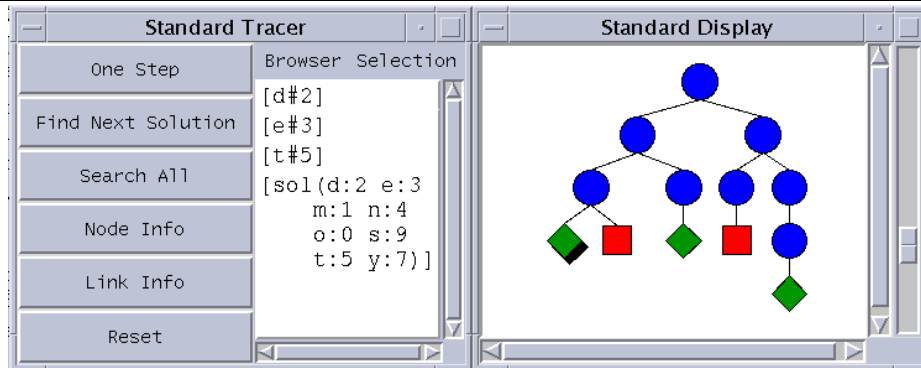 Standard Tracer
One Step
Find Next Solution
Search All
Node Info
Link Info
Reset
Browser Selection
[d#2]
[e#3]
[t#5]
[sol(d:2 e:3
m:1 n:4
o:0 s:9
t:5 y:7)]
Standard Display